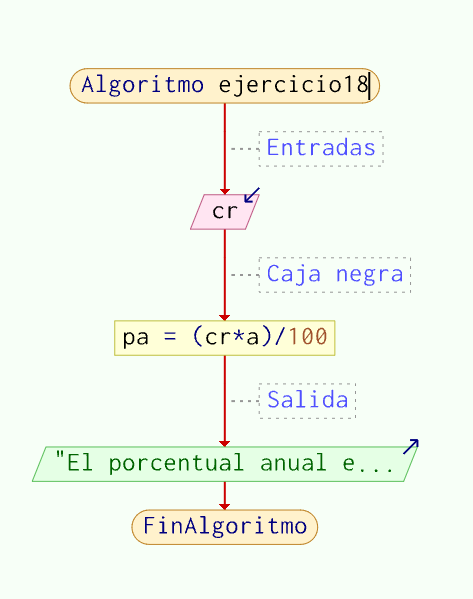 Algoritmo ejercicio18
Entradas
cr
Caja negra
pa = (cr*a)/100
Salida
"El porcentual anual e...
FinAlgoritmo